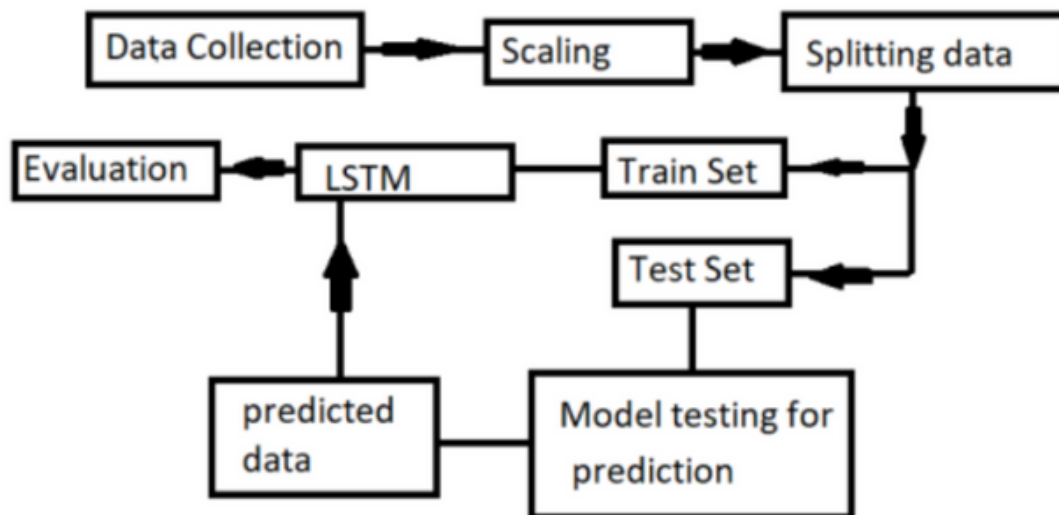 Data Collection
Scaling
Splitting data
Evaluation
LSTM
Train Set
Test Set
predicted
data
Model testing for
prediction